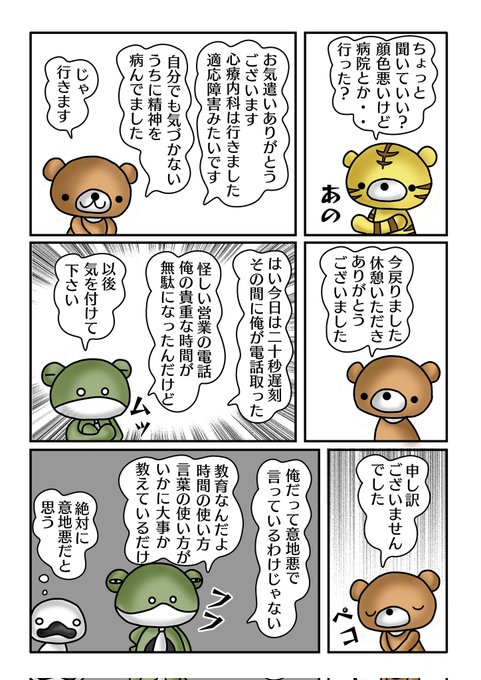 ちょっと
聞いていい？
顔色悪いけど
病院とか・・
行った？
あの
お気遣いありがとう
ございます
心療内科は行きました
適応障害みたいです
自分でも気づかない
うちに精神を
病んでました
じゃ
行きます
今戻りました
休憩いただき
ありがとう
ございました
はい今日は二十秒遅刻
その間に俺が電話取った
怪しい営業の電話
俺の貴重な時間が
無駄になったんだけど
以後
気を付けて
下さい
ムッ
申し訳
ございません
でした
ペコ
俺だって意地悪で
言っているわけじゃない
教育なんだよ
時間の使い方
言葉の使い方が
いかに大事か
教えているだけ
フフ
絶対に
意地悪だと
思う